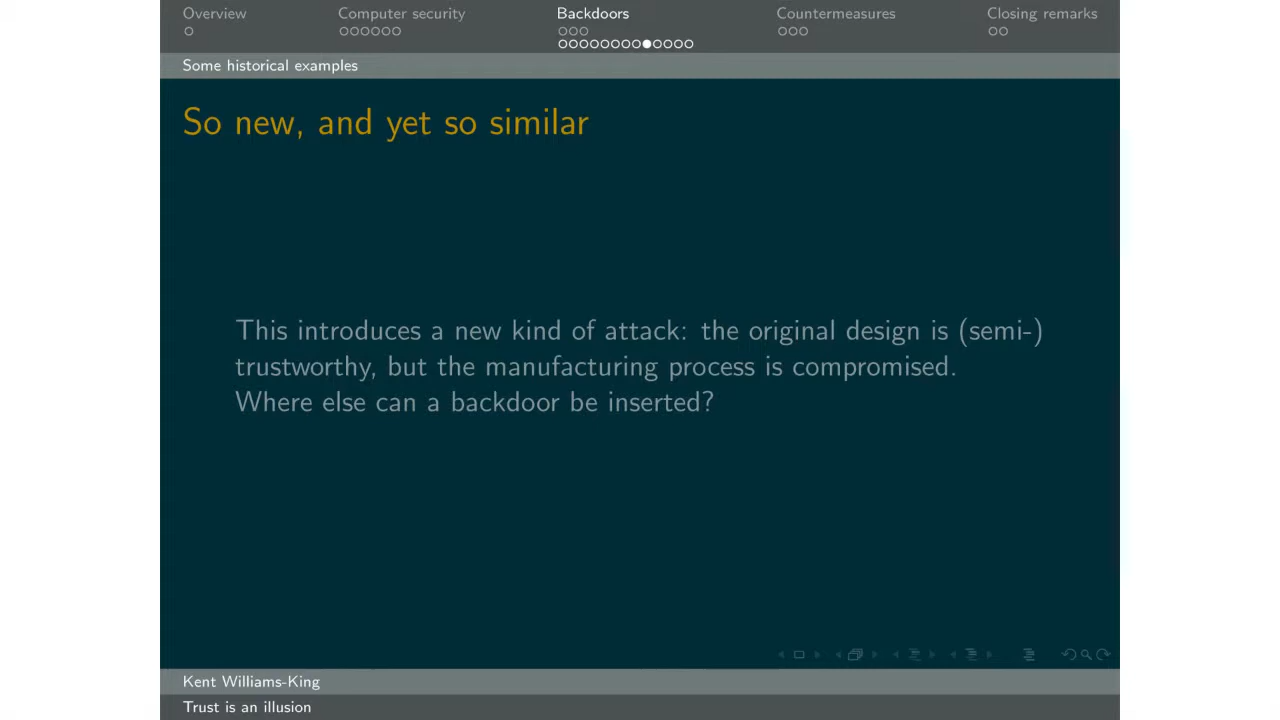 Overview
Computer security
Backdoors
Countermeasures
Closing remarks
Some historical examples
So new, and yet so similar
This introduces a new kind of attack: the original design is (semi-)
trustworthy, but the manufacturing process is compromised.
Where else can a backdoor be inserted?
Kent Williams-King
Trust is an illusion